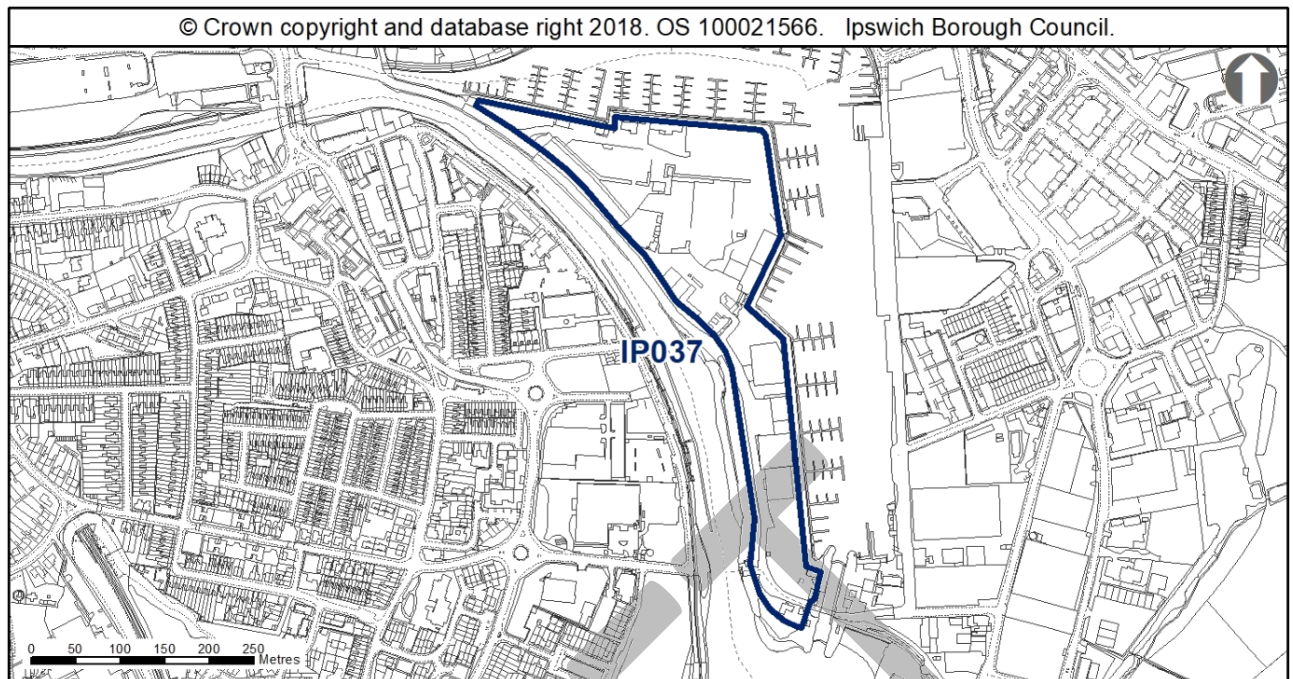 © Crown copyright and database right 2018. OS 100021566. Ipswich Borough Council.
IP037
0 50 100 150 200 250
Metres